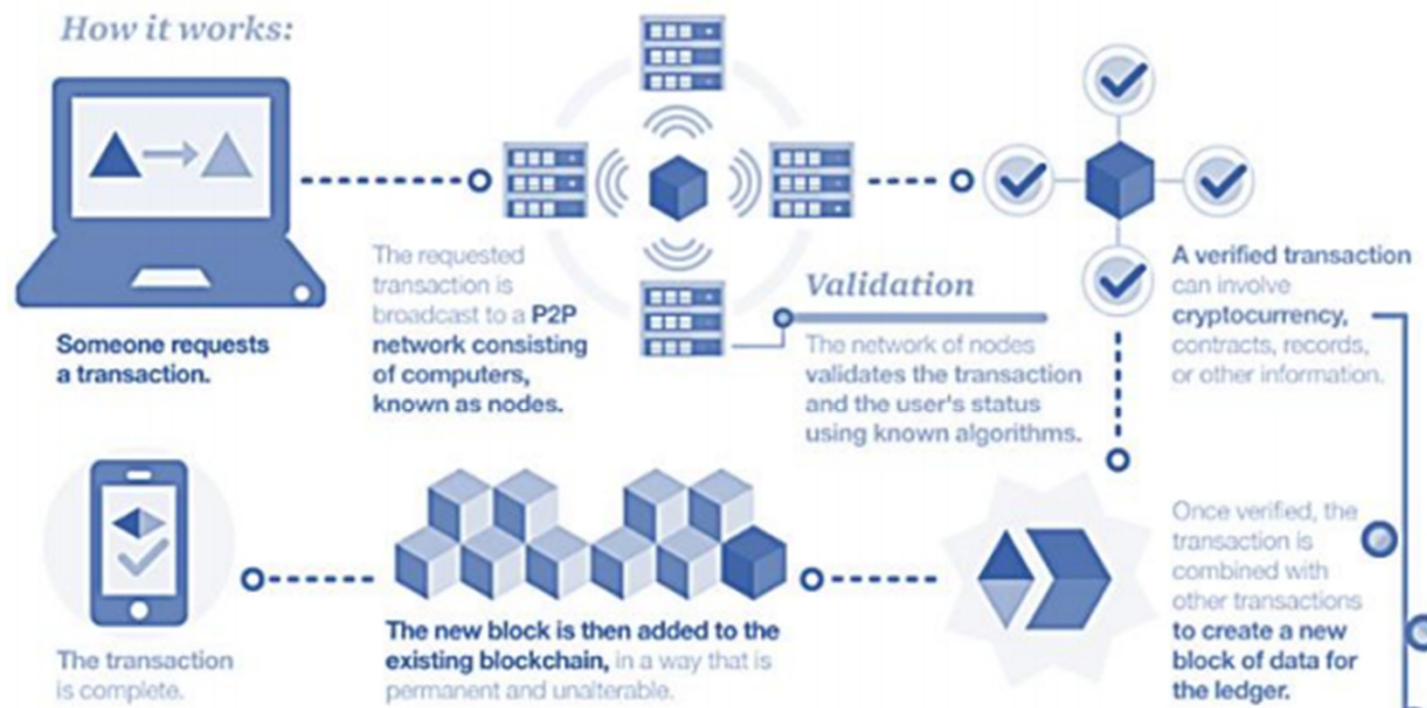 How it works:
Someone requests
a transaction.
The requested
transaction is
broadcast to a P2P
network consisting
of computers,
known as nodes.
Validation
The network of nodes
validates the transaction
and the user's status
using known algorithms.
A verified transaction
can involve
cryptocurrency,
contracts, records,
or other information.
Once verified, the
transaction is
combined with
other transactions
to create a new
block of data for
the ledger.
The new block is then added to the
existing blockchain, in a way that is
permanent and unalterable.
The transaction
is complete.